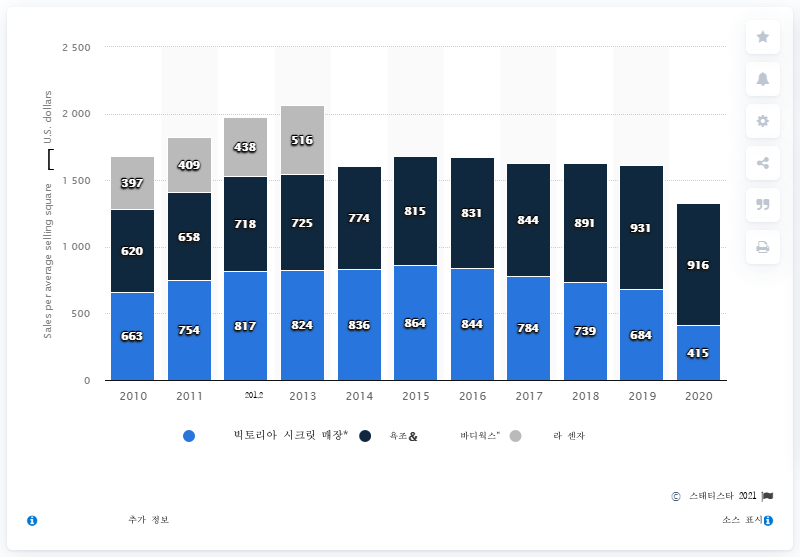 2 500
2 000
1 500
1 000
500
0
Sales per average selling square
U.S. dollars
397 409 438 516
620 658 718 725 774 815 831 844 891 931 916
663 754 817 824 836 864 844 784 739 684 415
2010 2011 2012 2013 2014 2015 2016 2017 2018 2019 2020
빅토리아 시크릿 매장* 욕조& 바디웍스* 라 센자
© 스태티스타 2021
추가 정보 소스 표시